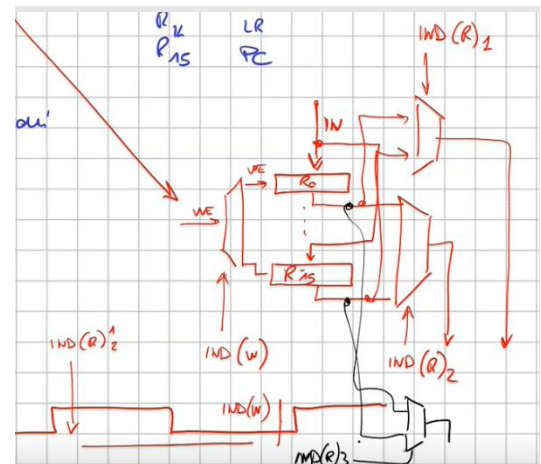 R14 LR
R15 PC
IND(R)1
IN
WE
R0
WE
R15
IND(R)1 2
IND(W)
IND(R)2
IND(W)
IND(R)3